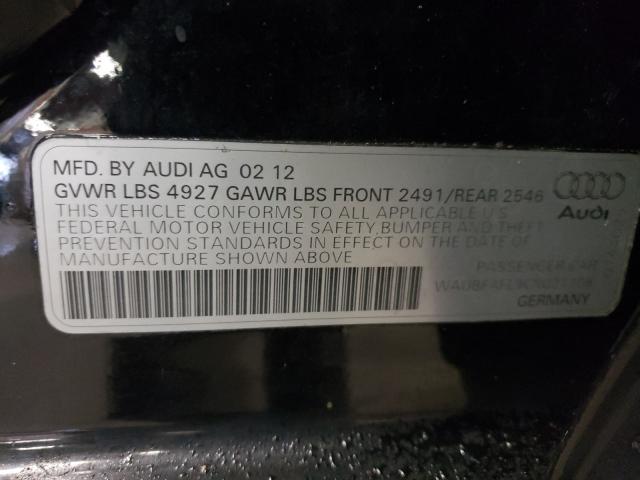 MFD. BY AUDI AG 02 12
GVWR LBS 4927 GAWR LBS FRONT 2491/REAR 2546
THIS VEHICLE CONFORMS TO ALL APPLICABLE U.S
FEDERAL MOTOR VEHICLE SAFETY, BUMPER AND THEFT
PREVENTION STANDARDS IN EFFECT ON THE DATE OF
MANUFACTURE SHOWN ABOVE
Audi
PASSENGER CAR
GERMANY